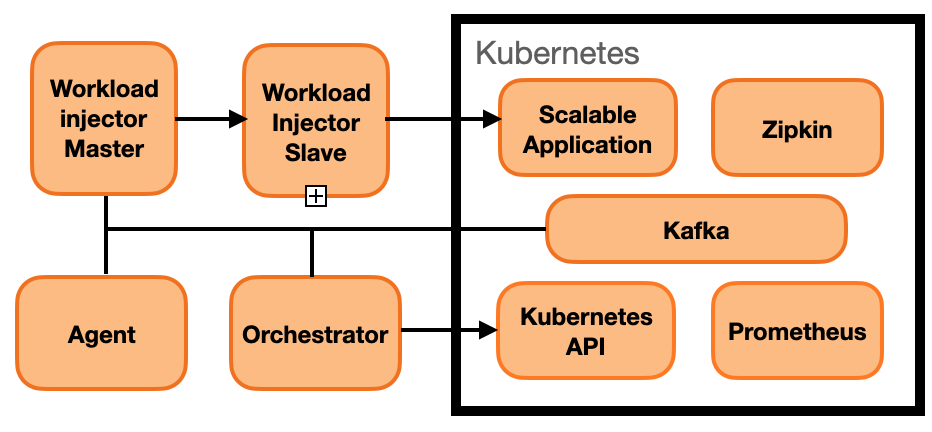 Kubernetes
Workload
injector
Master
Workload
Injector
Slave
Scalable
Application
Zipkin
Kafka
Agent
Orchestrator
Kubernetes
API
Prometheus